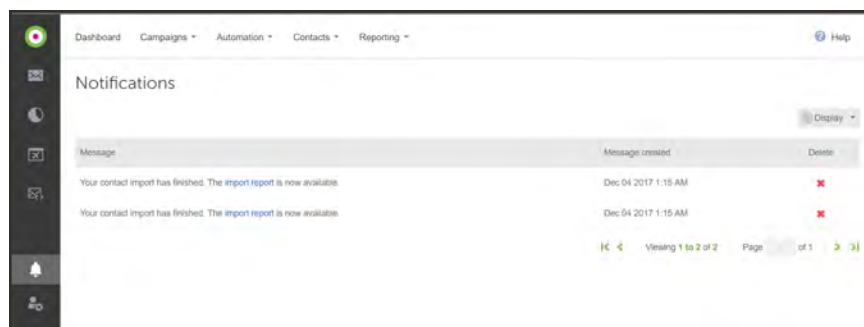 Dashboard Campaigns Automation Contacts Reporting Help
Notifications
Display
Message Message created Delete
Your contact import has finished. The import report is now available. Dec 04 2017 1:15 AM
Your contact import has finished. The import report is now available. Dec 04 2017 1:15 AM
Viewing 1 to 2 of 2 Page of 1